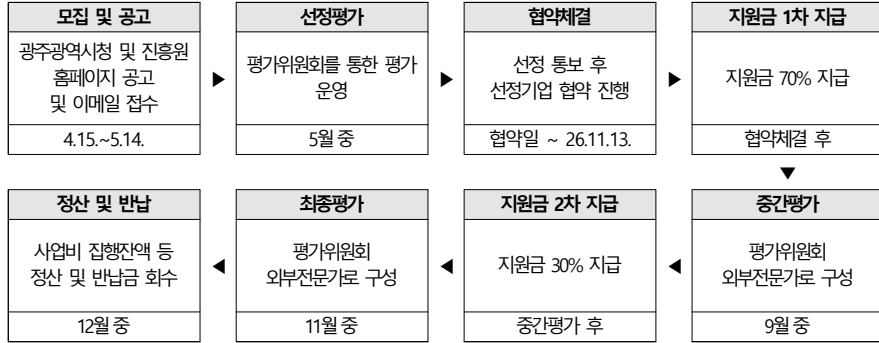 모집 및 공고
광주광역시청 및 진흥원
홈페이지 공고
및 이메일 접수
4.15.~5.14.
▶
선정평가
평가위원회를 통한 평가
운영
5월 중
▶
협약체결
선정 통보 후
선정기업 협약 진행
협약일 ~ 26.11.13.
▶
지원금 1차 지급
지원금 70% 지급
협약체결 후
▼
중간평가
평가위원회
외부전문가로 구성
9월 중
◀
지원금 2차 지급
지원금 30% 지급
중간평가 후
◀
최종평가
평가위원회
외부전문가로 구성
11월 중
◀
정산 및 반납
사업비 집행잔액 등
정산 및 반납금 회수
12월 중